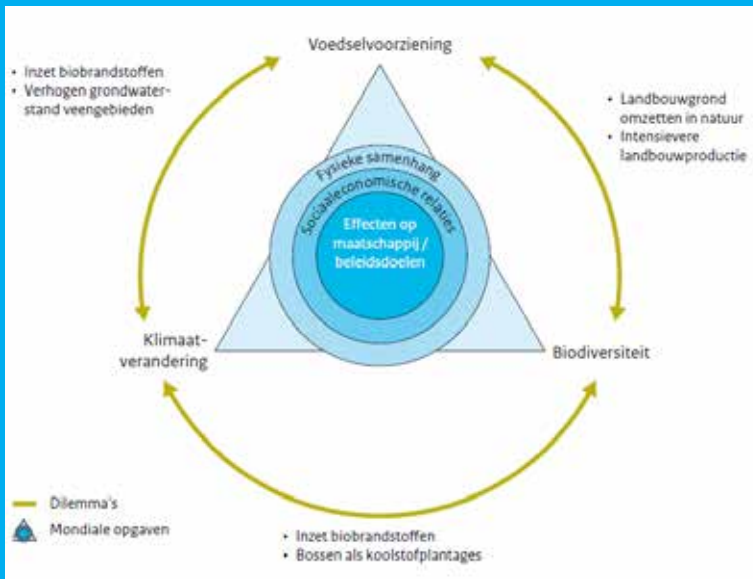 Voedselvoorziening
• Inzet biobrandstoffen
• Verhogen grondwater-
stand veengebieden
• Landbouwgrond
omzetten in natuur
• Intensievere
landbouwproductie
Fysieke samenhang
Sociaaleconomische relaties
Effecten op
maatschappij /
beleidsdoelen
Klimaat-
verandering
Biodiversiteit
Dilemma's
Mondiale opgaven
• Inzet biobrandstoffen
• Bossen als koolstofplantages